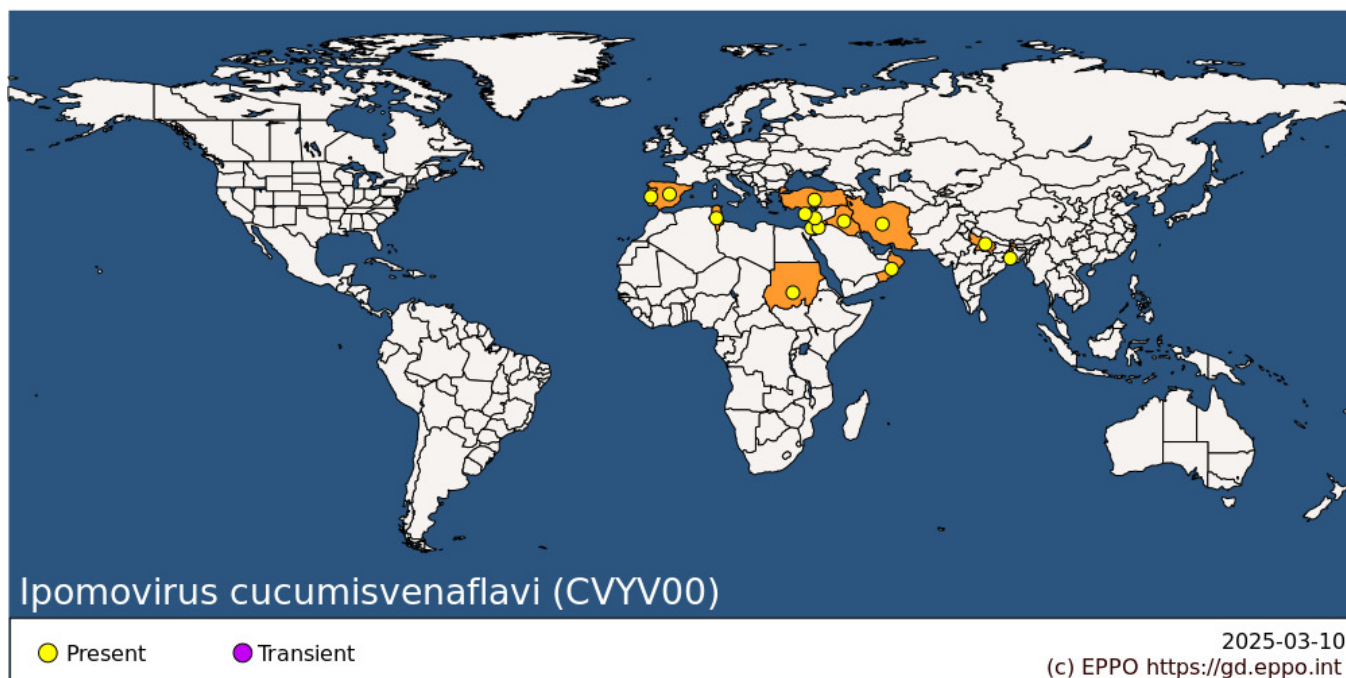 Ipomovirus cucumisvenaflavi (CVYV00)
Present
Transient
2025-03-10
(c) EPPO https://gd.eppo.int